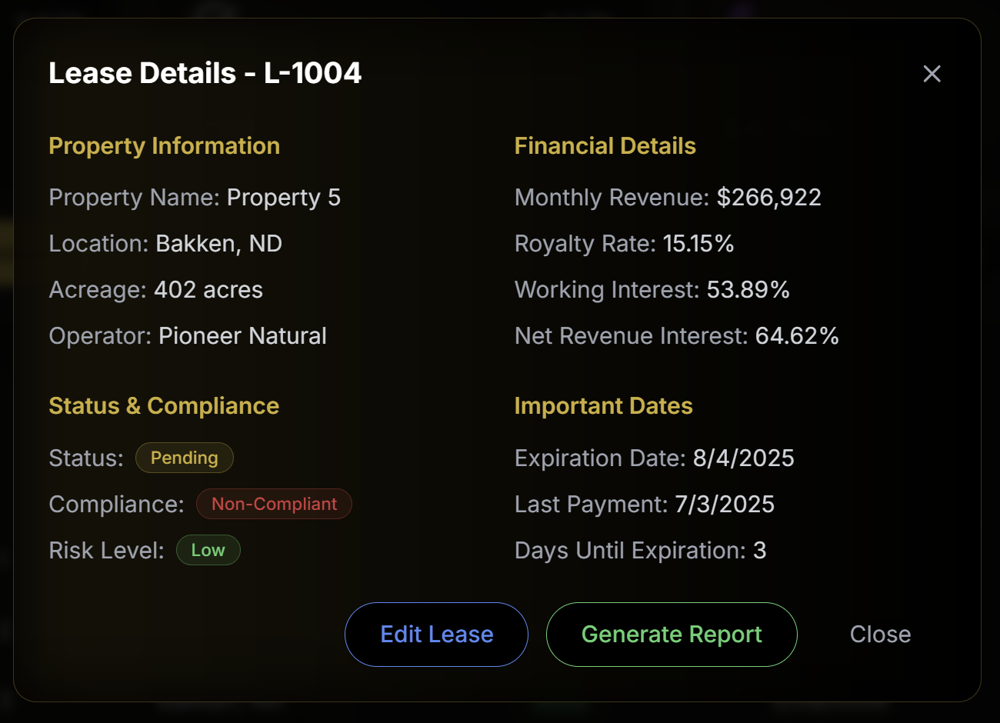 Lease Details - L-1004
Property Information
Property Name: Property 5
Location: Bakken, ND
Acreage: 402 acres
Operator: Pioneer Natural
Financial Details
Monthly Revenue: $266,922
Royalty Rate: 15.15%
Working Interest: 53.89%
Net Revenue Interest: 64.62%
Status & Compliance
Status: Pending
Compliance: Non-Compliant
Risk Level: Low
Important Dates
Expiration Date: 8/4/2025
Last Payment: 7/3/2025
Days Until Expiration: 3
Edit Lease
Generate Report
Close